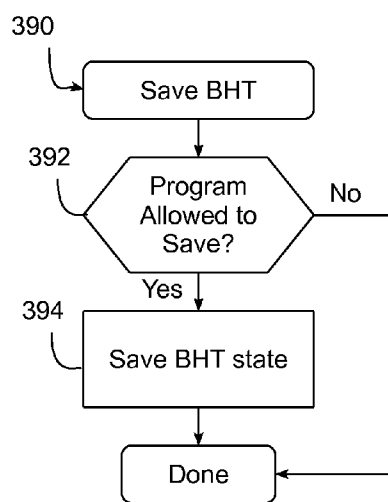 390
Save BHT
392
Program
Allowed to
Save?
No
Yes
394
Save BHT state
Done